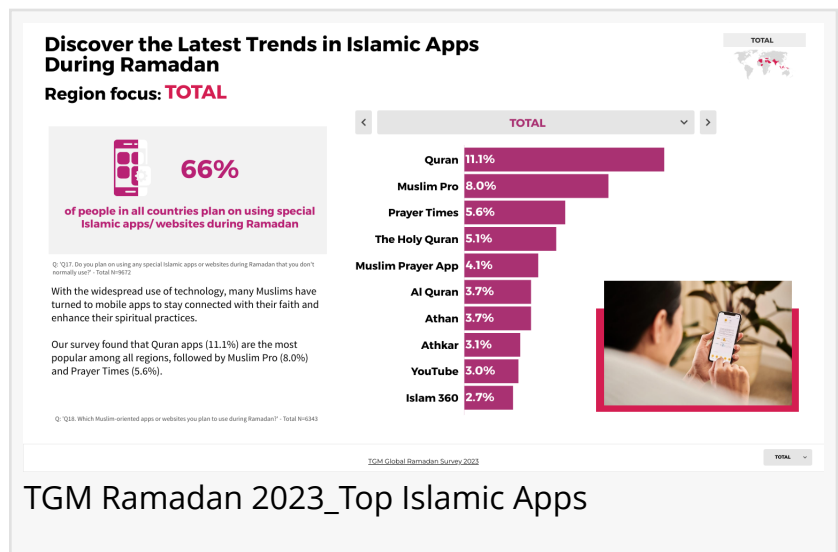 Discover the Latest Trends in Islamic Apps
During Ramadan
Region focus: TOTAL
TOTAL
66%
of people in all countries plan on using special
Islamic apps/ websites during Ramadan
Q: 'Q17. Do you plan on using any special Islamic apps or websites during Ramadan that you don't
normally use?' - Total N=9672
With the widespread use of technology, many Muslims have
turned to mobile apps to stay connected with their faith and
enhance their spiritual practices.
Our survey found that Quran apps (11.1%) are the most
popular among all regions, followed by Muslim Pro (8.0%)
and Prayer Times (5.6%).
Q: 'Q18. Which Muslim-oriented apps or websites you plan to use during Ramadan?' - Total N=6343
TOTAL
Quran 11.1%
Muslim Pro 8.0%
Prayer Times 5.6%
The Holy Quran 5.1%
Muslim Prayer App 4.1%
Al Quran 3.7%
Athan 3.7%
Athkar 3.1%
YouTube 3.0%
Islam 360 2.7%
TGM Global Ramadan Survey 2023
TOTAL
TGM Ramadan 2023_Top Islamic Apps